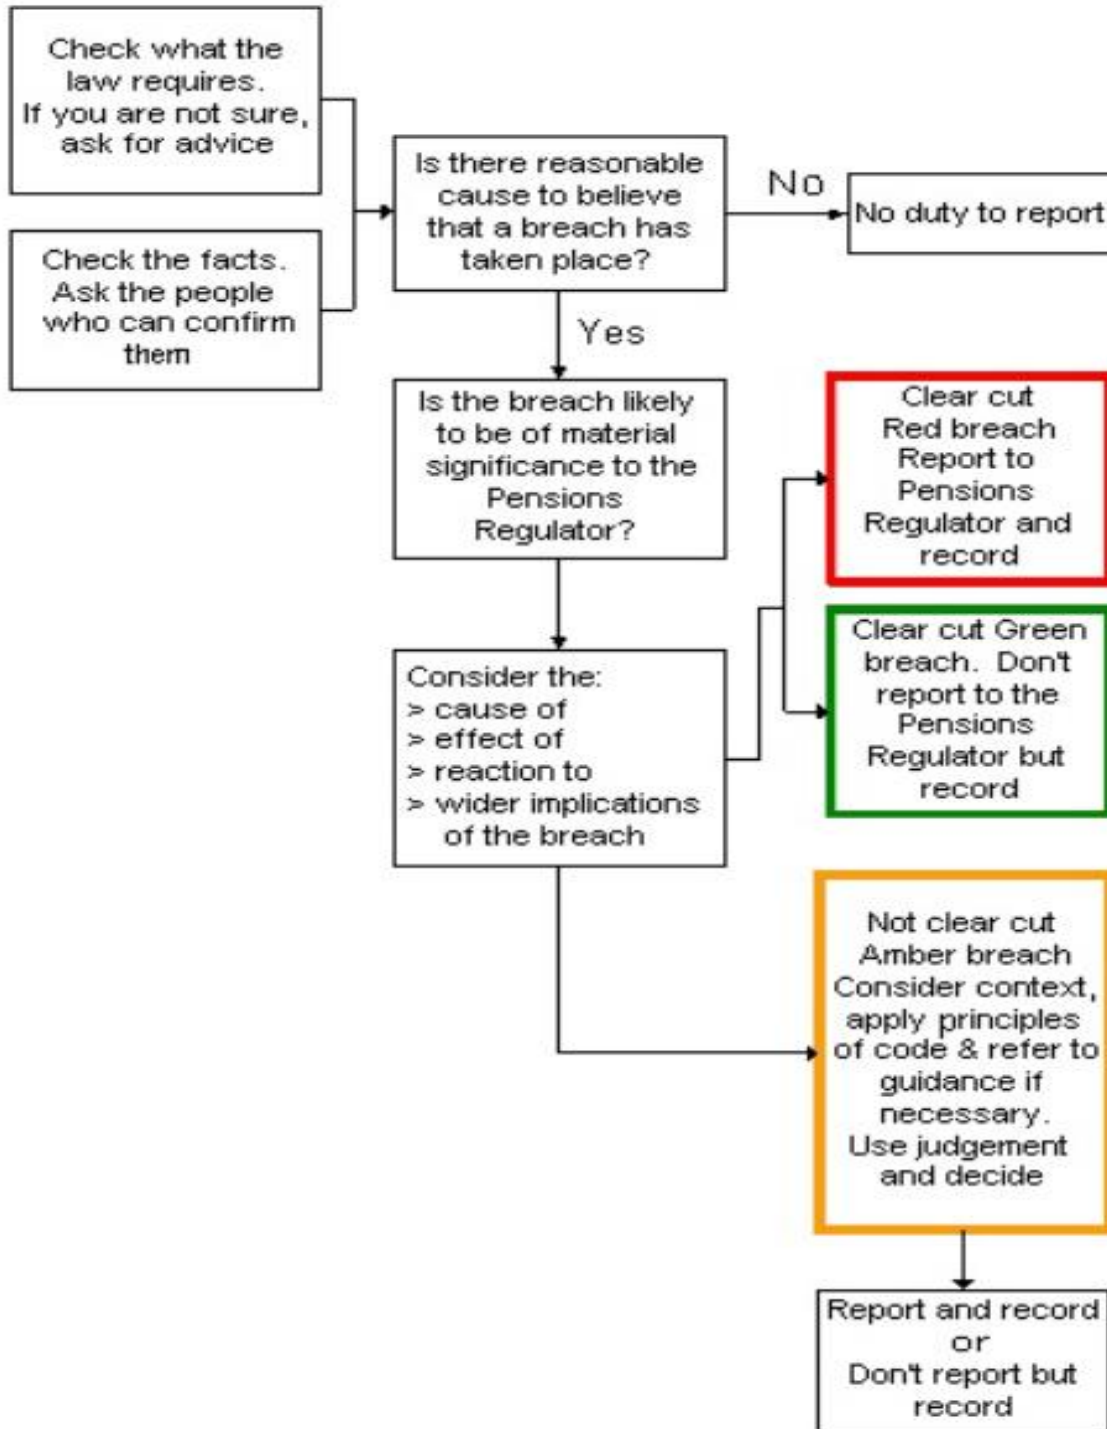 Check what the
law requires.
If you are not sure,
ask for advice
Check the facts.
Ask the people
who can confirm
them
Is there reasonable
cause to believe
that a breach has
taken place?
No
No duty to report
Yes
Is the breach likely
to be of material
significance to the
Pensions
Regulator?
Consider the:
> cause of
> effect of
> reaction to
> wider implications
of the breach
Clear cut
Red breach
Report to
Pensions
Regulator and
record
Clear cut Green
breach. Don't
report to the
Pensions
Regulator but
record
Not clear cut
Amber breach
Consider context,
apply principles
of code & refer to
guidance if
necessary.
Use judgement
and decide
Report and record
or
Don't report but
record